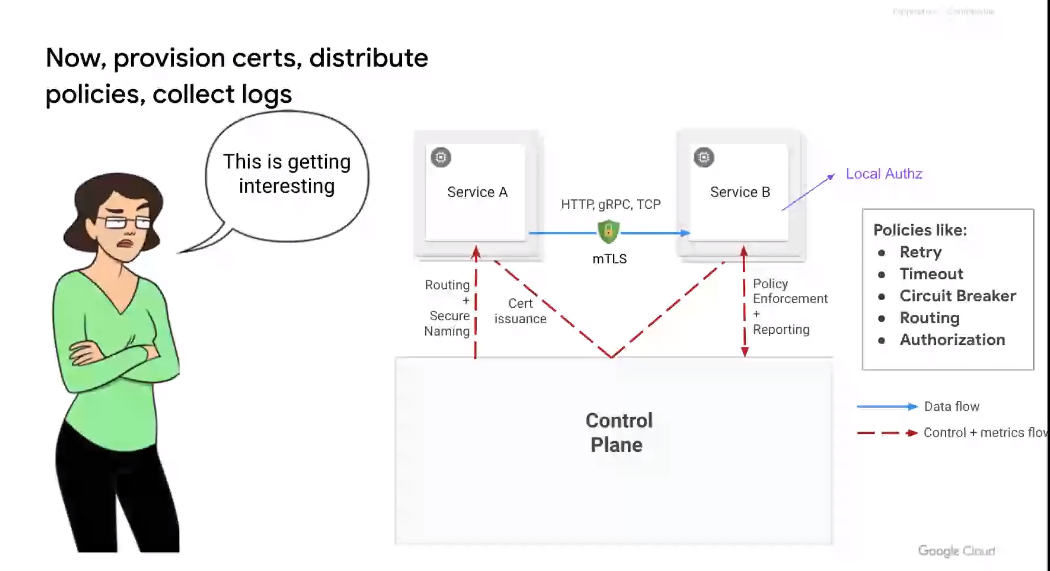 Proprietary + Confidential
Now, provision certs, distribute
policies, collect logs
This is getting
interesting
Service A
Service B
Local Authz
HTTP, gRPC, TCP
mTLS
Policies like:
Retry
Timeout
Circuit Breaker
Routing
Authorization
Routing
+
Secure
Naming
Cert
issuance
Policy
Enforcement
+
Reporting
Control
Plane
Data flow
Control + metrics flow
Google Cloud